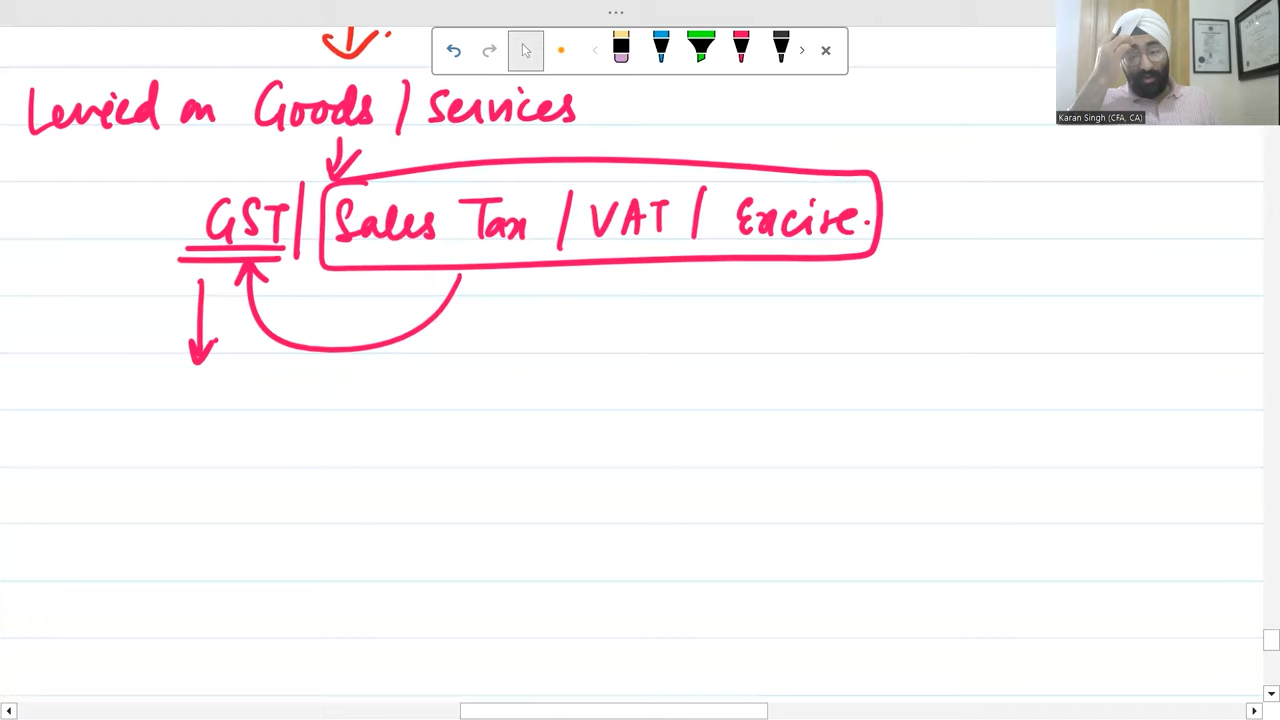 Levied on Goods / Services
GST / Sales Tax / VAT / Excise.
Karan Singh (CFA, CA)